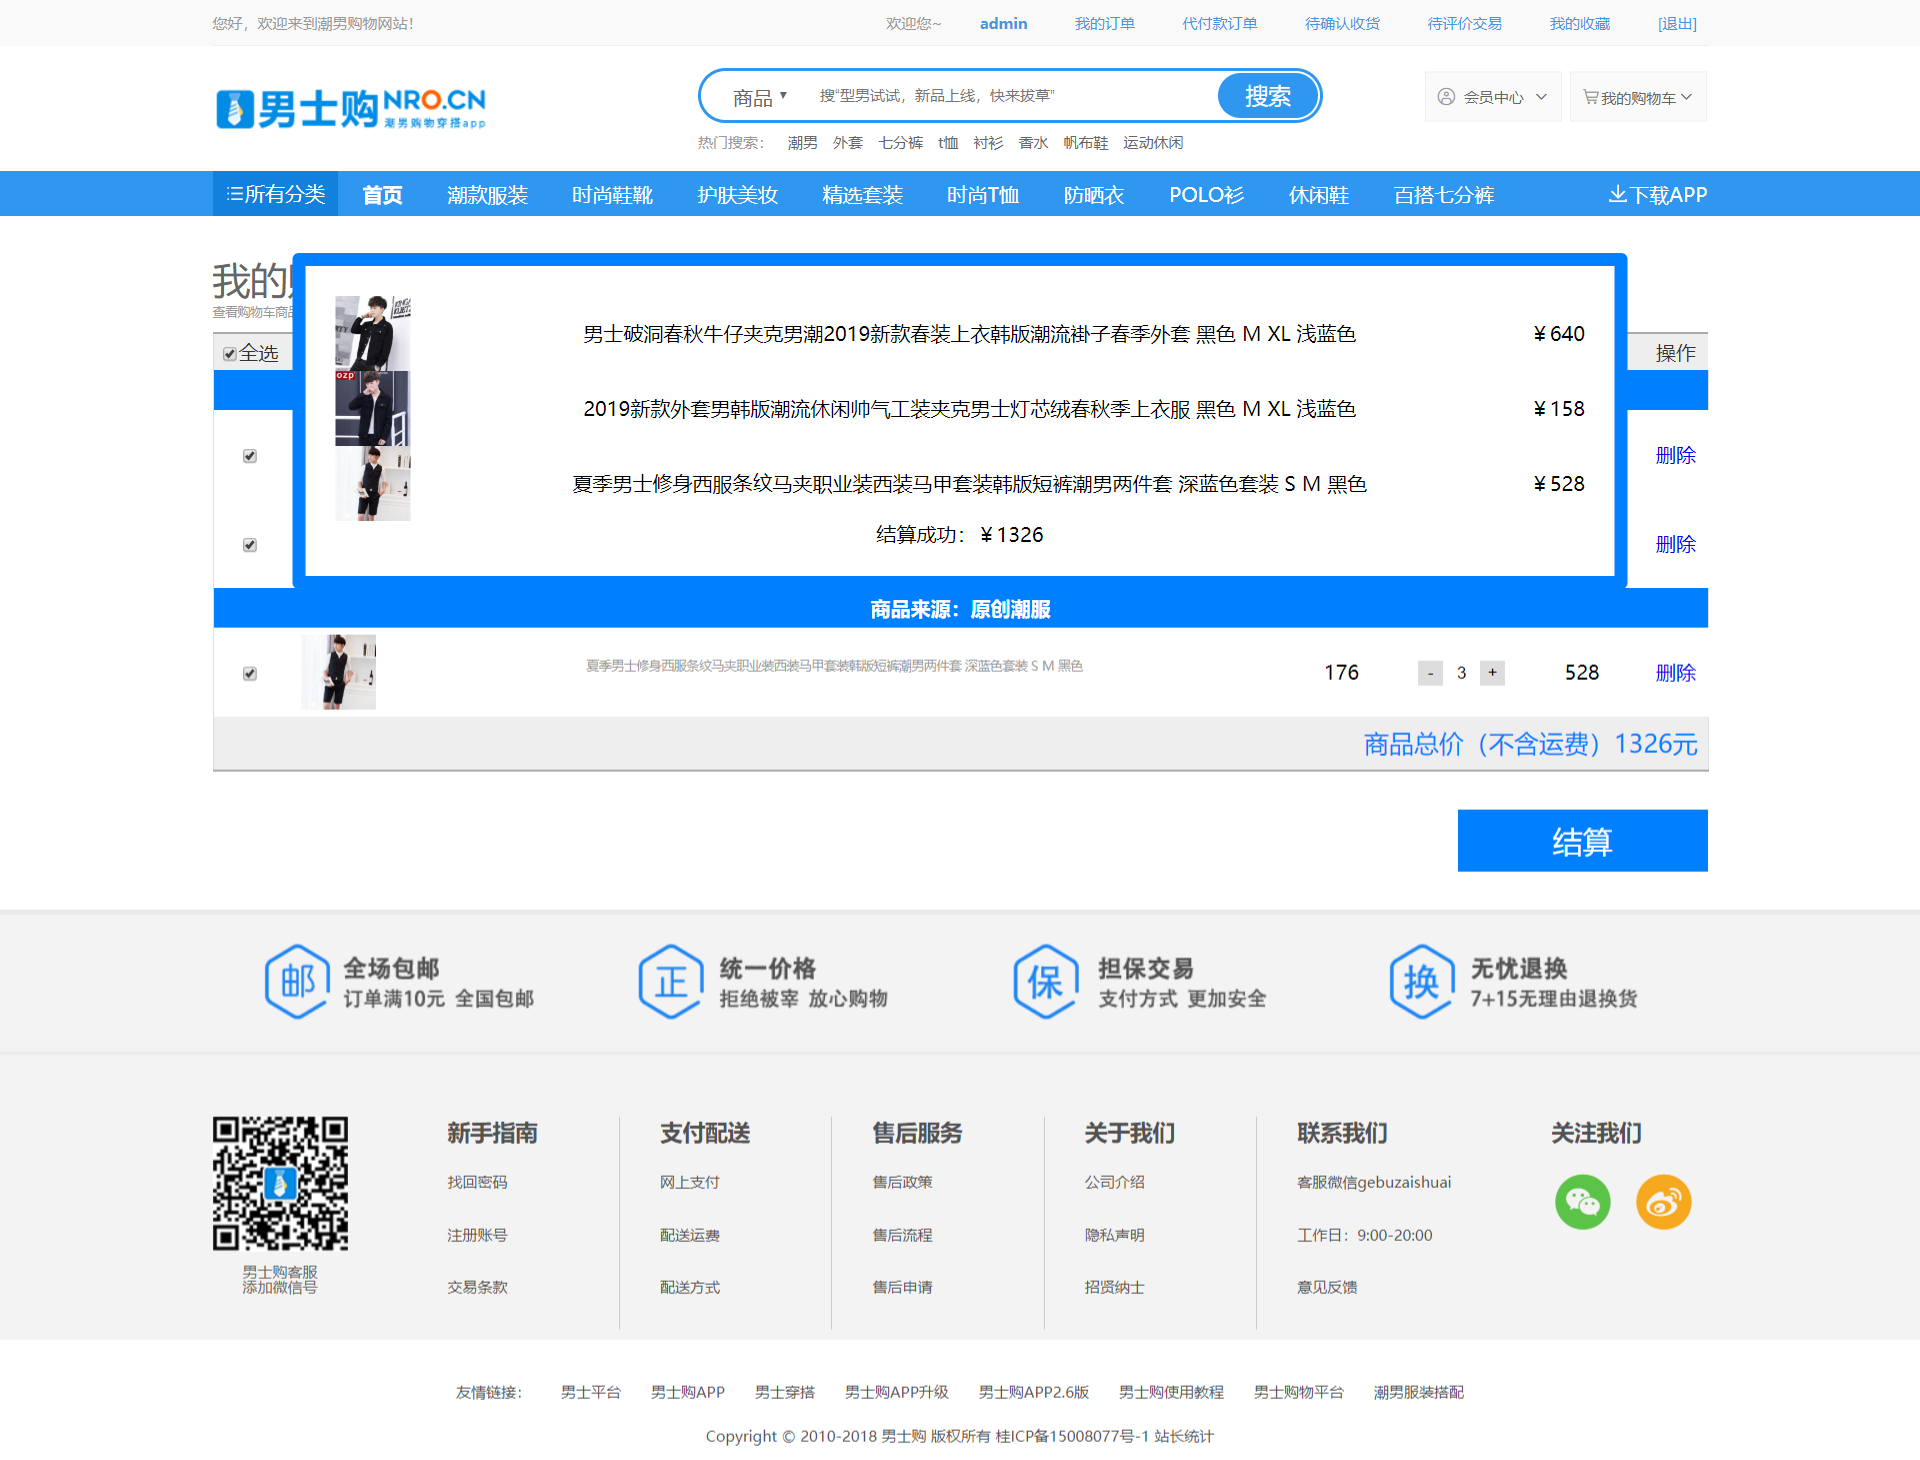 您好，欢迎来到潮男购物网站!
欢迎您~ admin 我的订单 代付款订单 待确认收货 待评价交易 我的收藏 [退出]
男士购 NRO.CN
潮男购物穿搭app
商品 ▾ 搜“型男试试，新品上线，快来拔草” 搜索
会员中心 我的购物车
热门搜索： 潮男 外套 七分裤 t恤 衬衫 香水 帆布鞋 运动休闲
所有分类 首页 潮款服装 时尚鞋靴 护肤美妆 精选套装 时尚T恤 防晒衣 POLO衫 休闲鞋 百搭七分裤 下载APP
我的
查看购物车商品
全选 操作
男士破洞春秋牛仔夹克男潮2019新款春装上衣韩版潮流褂子春季外套 黑色 M XL 浅蓝色 ￥640
ozp
2019新款外套男韩版潮流休闲帅气工装夹克男士灯芯绒春秋季上衣服 黑色 M XL 浅蓝色 ￥158
删除
夏季男士修身西服条纹马夹职业装西装马甲套装韩版短裤潮男两件套 深蓝色套装 S M 黑色 ￥528
结算成功：￥1326
删除
商品来源：原创潮服
夏季男士修身西服条纹马夹职业装西装马甲套装韩版短裤潮男两件套 深蓝色套装 S M 黑色 176 - 3 + 528 删除
商品总价（不含运费）1326元
结算
邮 全场包邮
订单满10元 全国包邮
正 统一价格
拒绝被宰 放心购物
保 担保交易
支付方式 更加安全
换 无忧退换
7+15无理由退换货
男士购客服
添加微信号
新手指南
找回密码
注册账号
交易条款
支付配送
网上支付
配送运费
配送方式
售后服务
售后政策
售后流程
售后申请
关于我们
公司介绍
隐私声明
招贤纳士
联系我们
客服微信gebuzaishuai
工作日：9:00-20:00
意见反馈
关注我们
友情链接： 男士平台 男士购APP 男士穿搭 男士购APP升级 男士购APP2.6版 男士购使用教程 男士购物平台 潮男服装搭配
Copyright © 2010-2018 男士购 版权所有 桂ICP备15008077号-1 站长统计